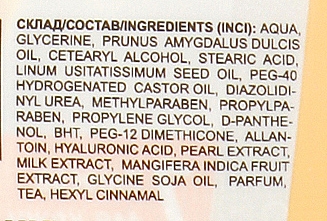 СКЛАД/СОСТАВ/INGREDIENTS (INCI): AQUA,
GLYCERINE, PRUNUS AMYGDALUS DULCIS
OIL, CETEARYL ALCOHOL, STEARIC ACID,
LINUM USITATISSIMUM SEED OIL, PEG-40
HYDROGENATED CASTOR OIL, DIAZOLIDI-
NYL UREA, METHYLPARABEN, PROPYLPA-
RABEN, PROPYLENE GLYCOL, D-PANTHE-
NOL, BHT, PEG-12 DIMETHICONE, ALLAN-
TOIN, HYALURONIC ACID, PEARL EXTRACT,
MILK EXTRACT, MANGIFERA INDICA FRUIT
EXTRACT, GLYCINE SOJA OIL, PARFUM,
TEA, HEXYL CINNAMAL